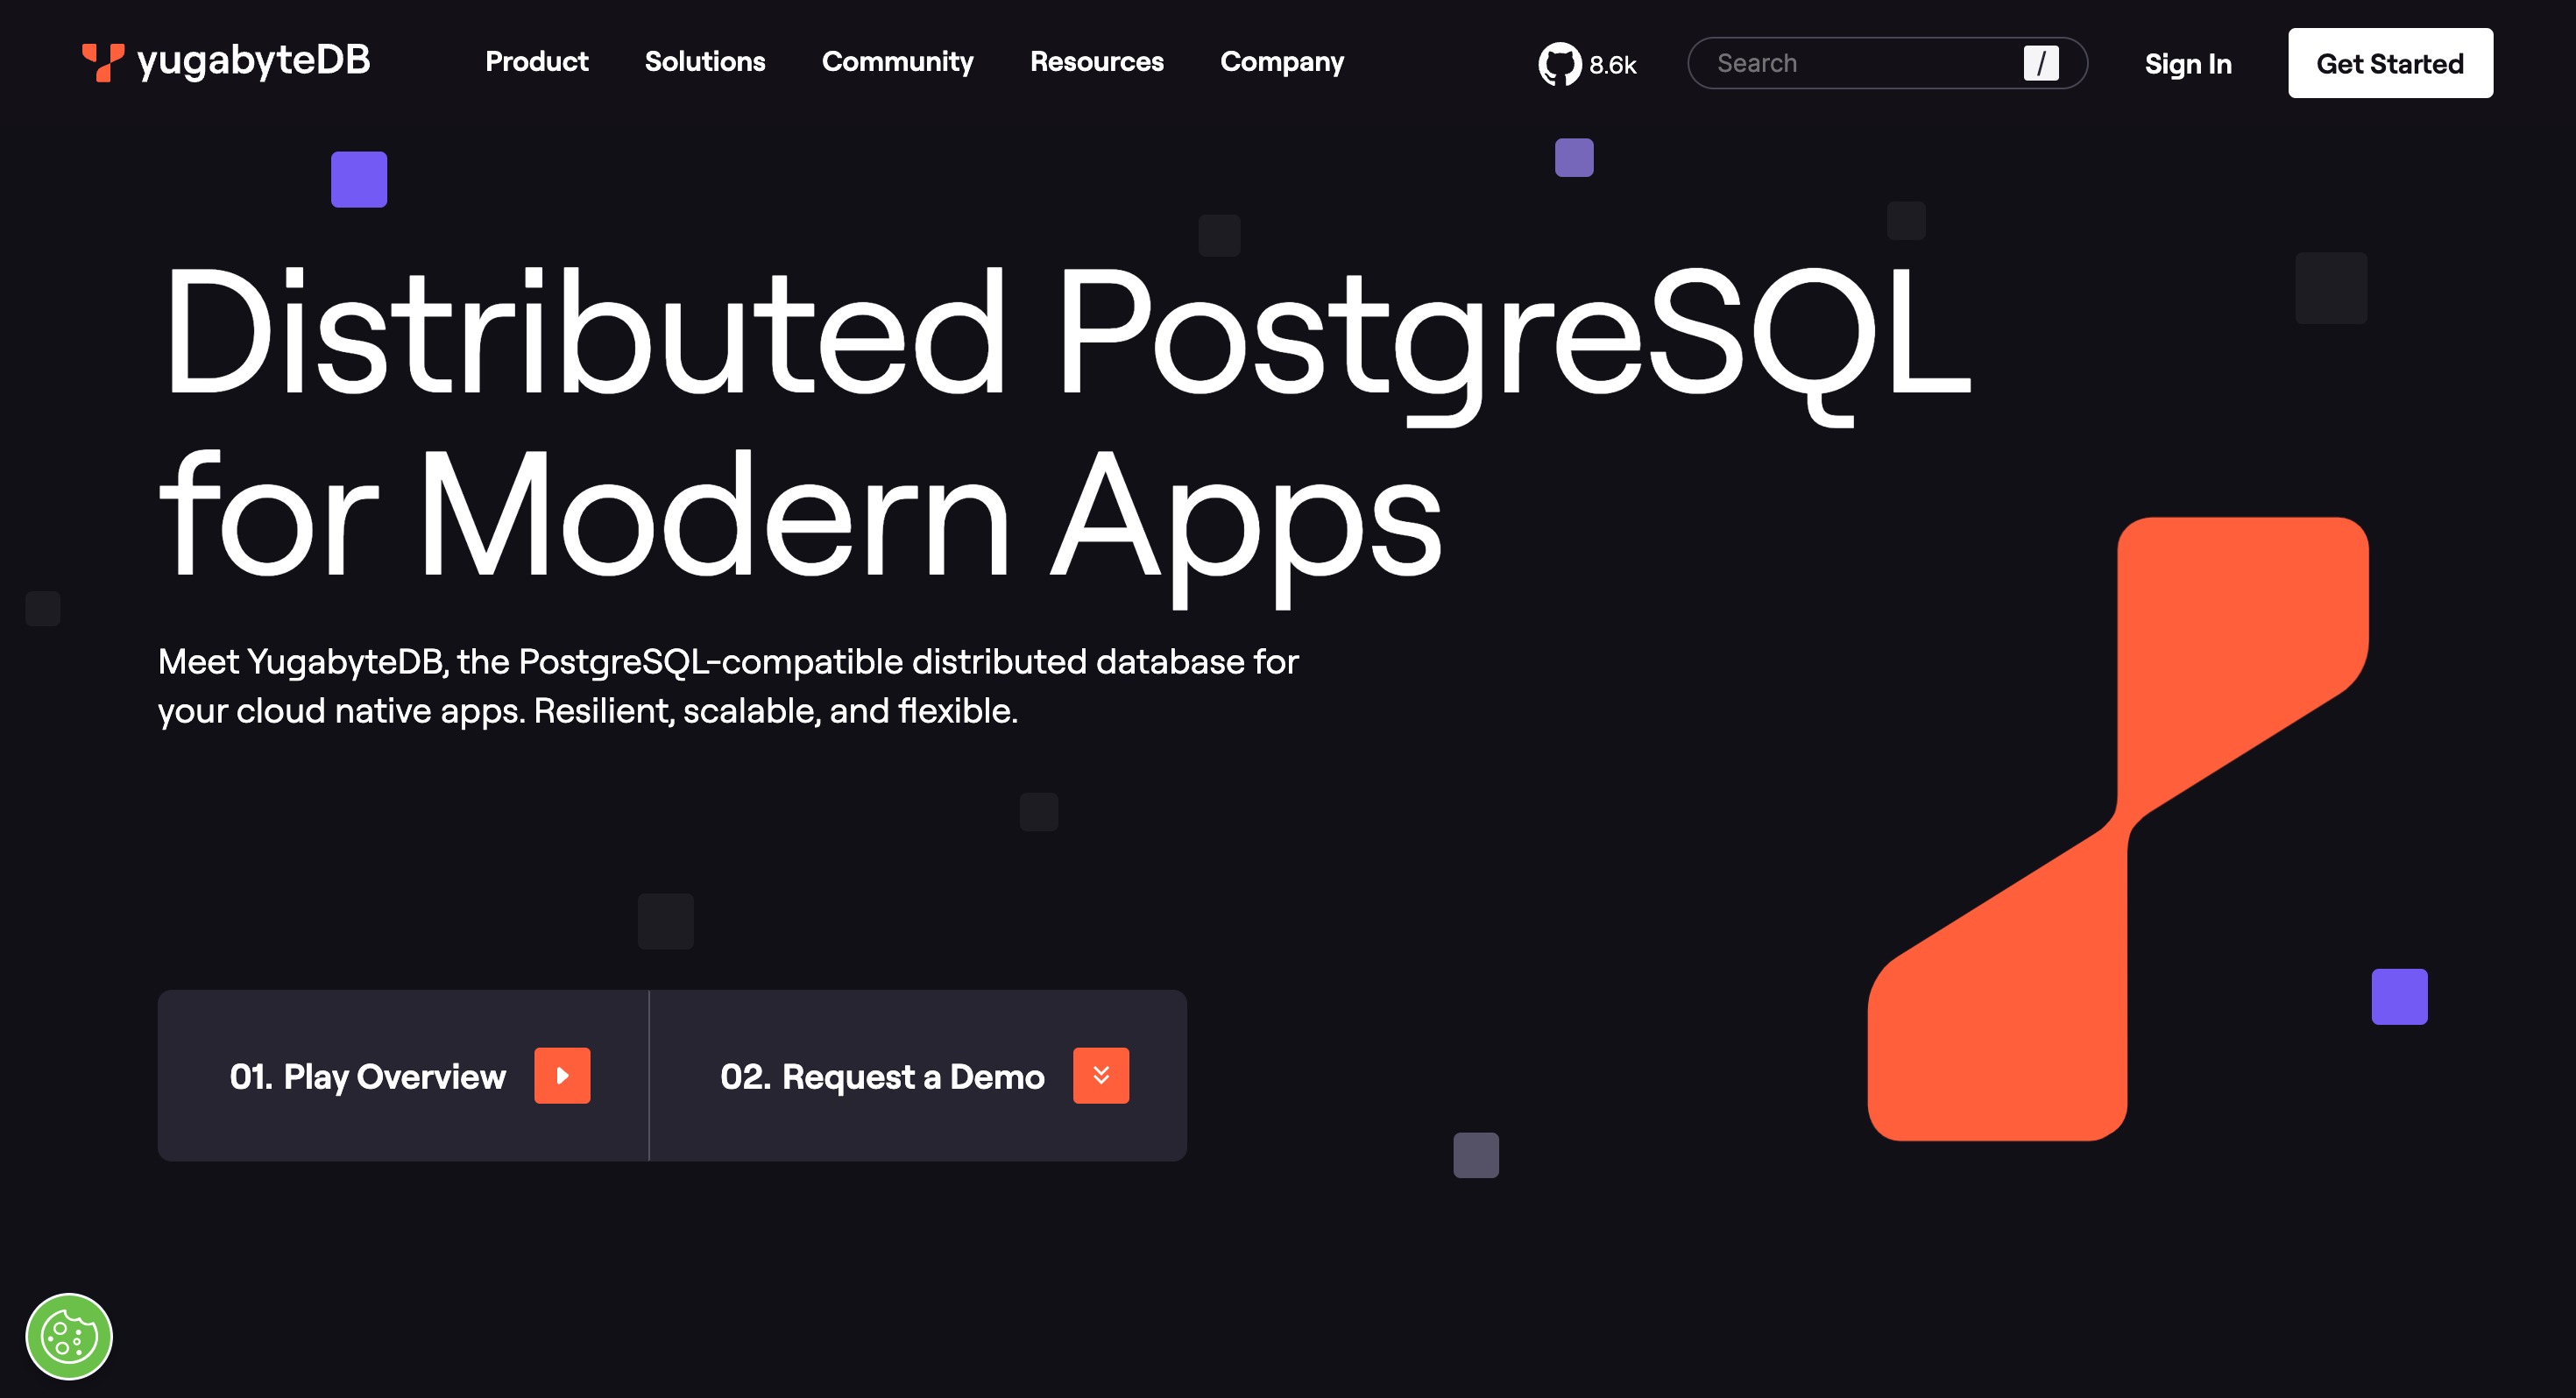 yugabyteDB
Product Solutions Community Resources Company
8.6k
Search /
Sign In
Get Started
Distributed PostgreSQL
for Modern Apps
Meet YugabyteDB, the PostgreSQL-compatible distributed database for
your cloud native apps. Resilient, scalable, and flexible.
01. Play Overview
02. Request a Demo